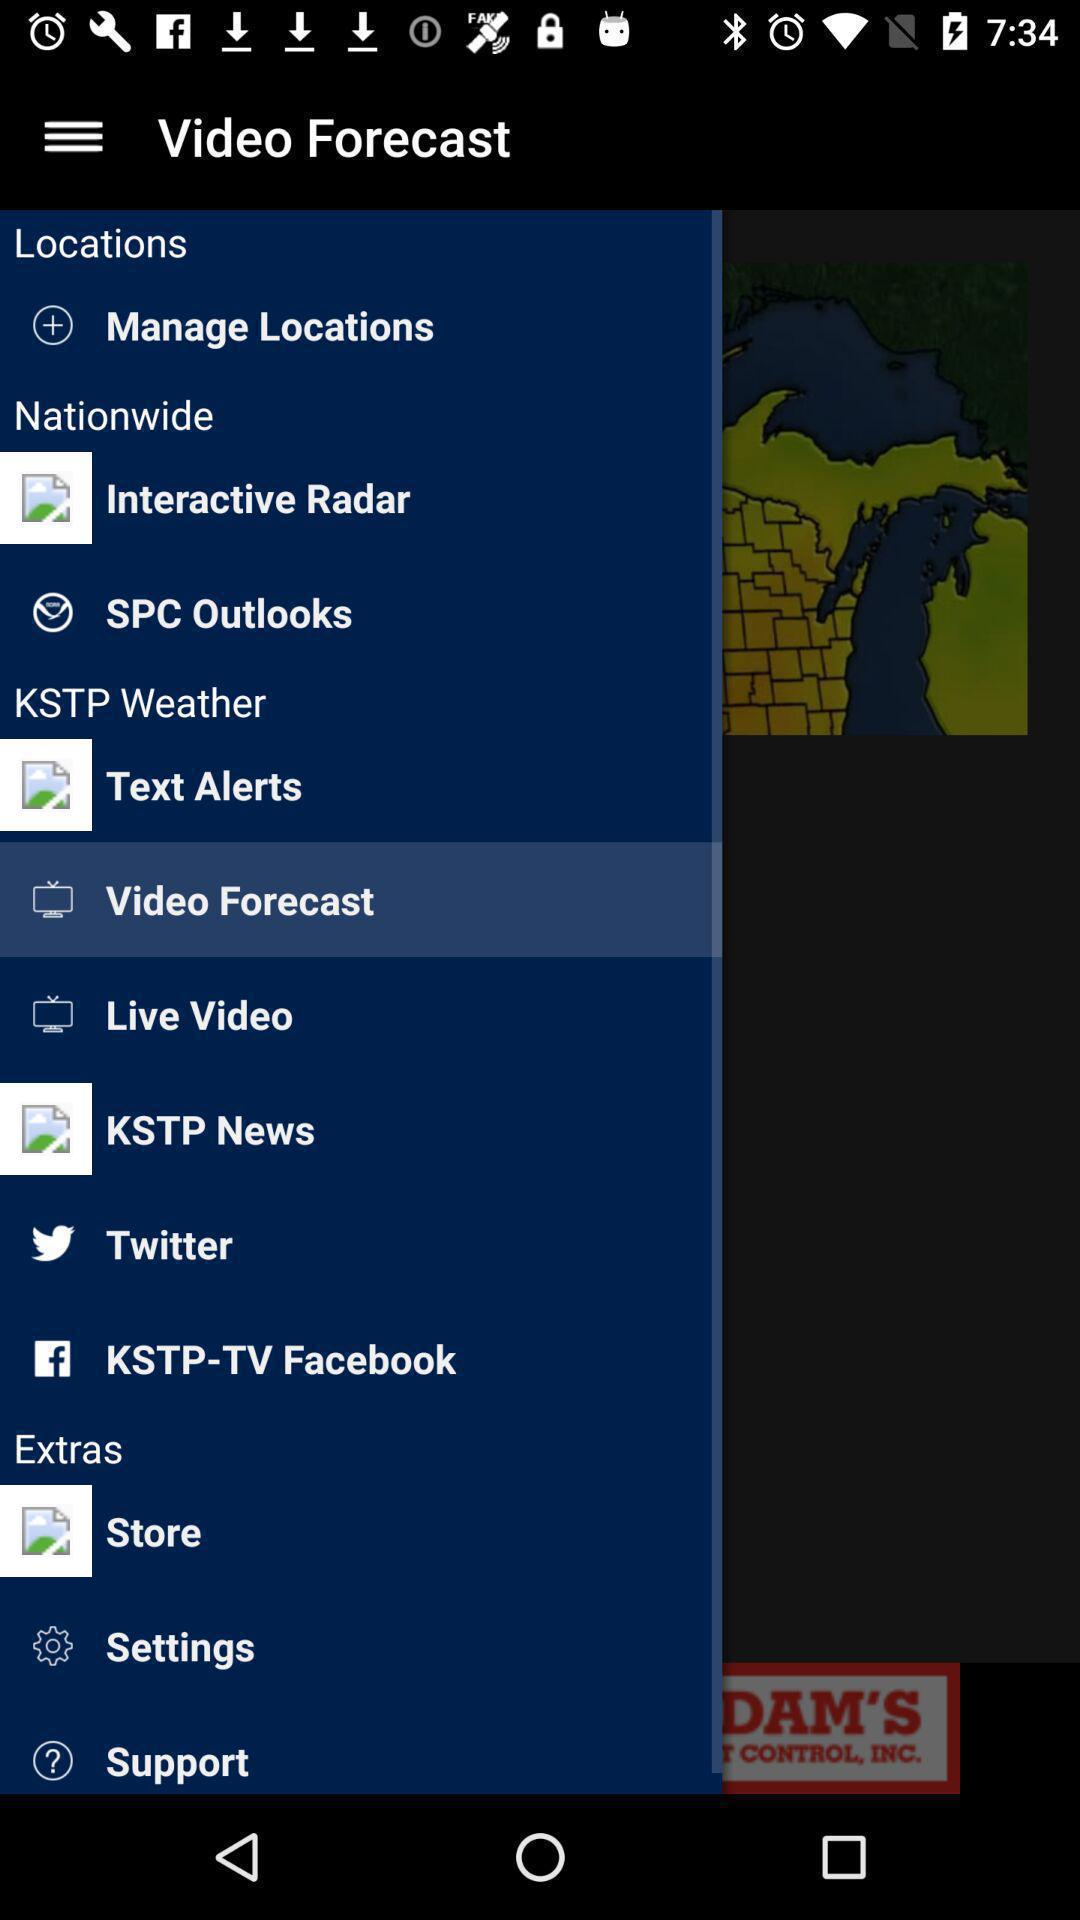 FAKE
7:34
Video Forecast
Locations
Manage Locations
Nationwide
Interactive Radar
SPC Outlooks
KSTP Weather
Text Alerts
Video Forecast
Live Video
KSTP News
Twitter
KSTP-TV Facebook
Extras
Store
Settings
DAM'S
T CONTROL, INC.
Support